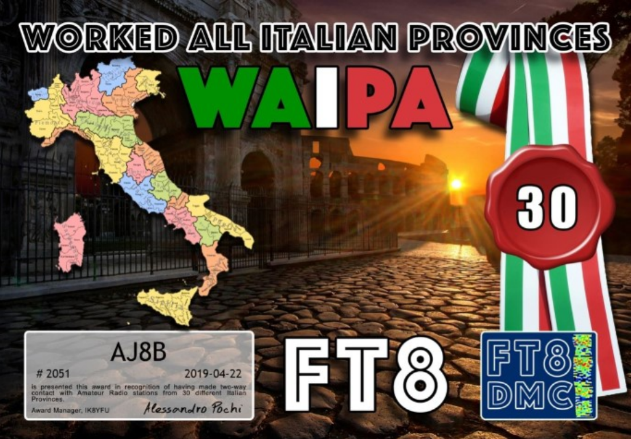 WORKED ALL ITALIAN PROVINCES
WAIPA
30
AJ8B
# 2051 2019-04-22
is presented this award in recognition of having made two-way
contact with Amateur Radio stations from 30 different Italian
Provinces.
Award Manager, IK8YFU Alessandro Pochi
FT8
FT8
DMC